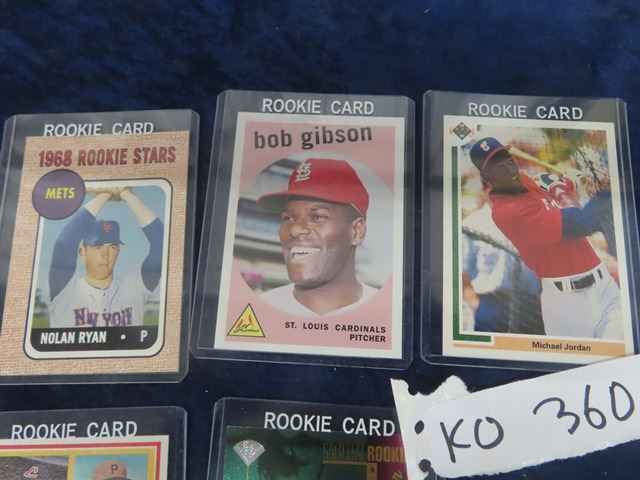 ROOKIE CARD
1968 ROOKIE STARS
METS
NEW YORK
NOLAN RYAN • P
ROOKIE CARD
bob gibson
ST. LOUIS CARDINALS
PITCHER
ROOKIE CARD
Michael Jordan
ROOKIE CARD
ROOKIE CARD
ROOKIE
KO 360